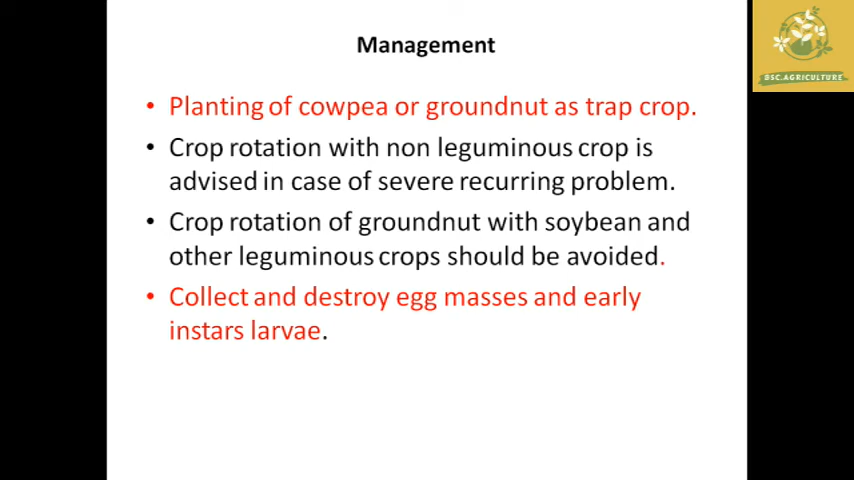 Management
• Planting of cowpea or groundnut as trap crop.
• Crop rotation with non leguminous crop is
advised in case of severe recurring problem.
• Crop rotation of groundnut with soybean and
other leguminous crops should be avoided.
• Collect and destroy egg masses and early
instars larvae.
BSC.AGRICULTURE